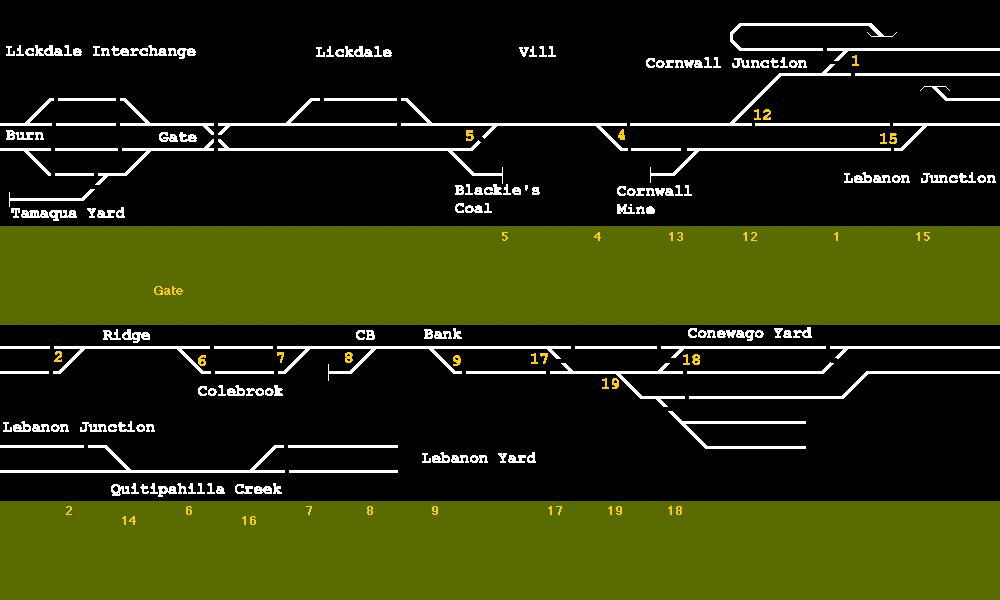 Lickdale Interchange
Lickdale
Vill
Cornwall Junction
1
12
Burn
Gate
5
4
15
Tamaqua Yard
Blackie's
Coal
Cornwall
Mine
Lebanon Junction
5 4 13 12 1 15
Gate
Ridge
CB
Bank
Conewago Yard
2
6
7
8
9
17
18
19
Colebrook
Lebanon Junction
Lebanon Yard
Quitipahilla Creek
2 14 6 16 7 8 9 17 19 18